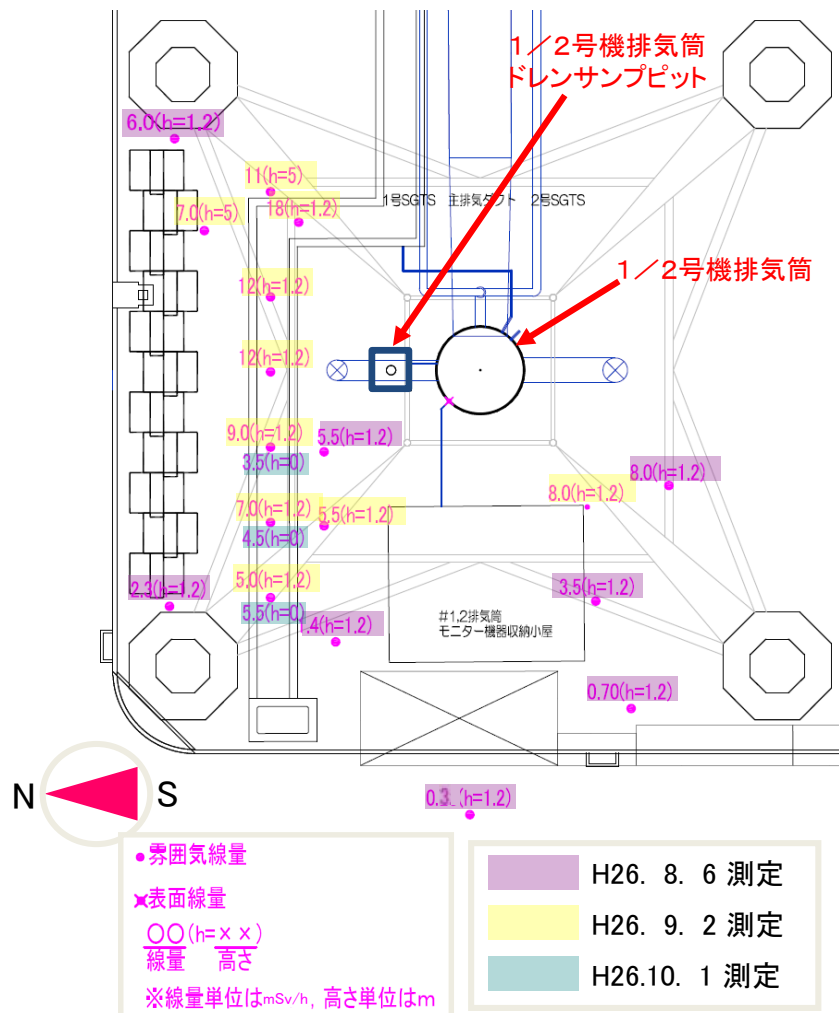 1/2号機排気筒
ドレンサンプピット
6.0(h=1.2)
11(h=5)
1号SGTS 主排気ダクト 2号SGTS
7.0(h=5)
18(h=1.2)
1/2号機排気筒
12(h=1.2)
12(h=1.2)
9.0(h=1.2)
5.5(h=1.2)
3.5(h=0)
8.0(h=1.2)
8.0(h=1.2)
7.0(h=1.2)
5.5(h=1.2)
4.5(h=0)
5.0(h=1.2)
2.3(h=1.2)
3.5(h=1.2)
5.5(h=0)
#1,2排気筒
モニター機器収納小屋
.4(h=1.2)
0.70(h=1.2)
N
S
(h=1.2)
●雰囲気線量
表面線量
〇〇(h=××)
線量 高さ
※線量単位はmSv/h, 高さ単位はm
H26. 8. 6 測定
H26. 9. 2 測定
H26.10. 1 測定